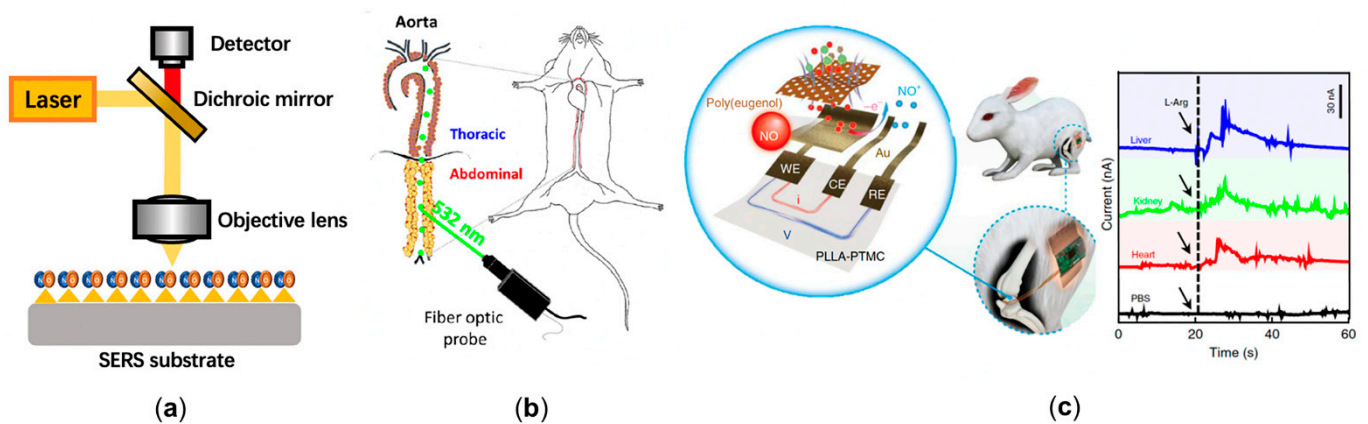 Detector
Laser
Dichroic mirror
Objective lens
N O N O N O N O N O N O N O N O N O N O N O
SERS substrate
(a)
Aorta
Thoracic
Abdominal
532 nm
Fiber optic
probe
(b)
Poly(eugenol)
NO
e⁻
NO⁺
Au
WE
CE
RE
i
V
PLLA-PTMC
(c)
L-Arg
30 nA
Liver
Kidney
Heart
PBS
Current (nA)
0 20 40 60
Time (s)